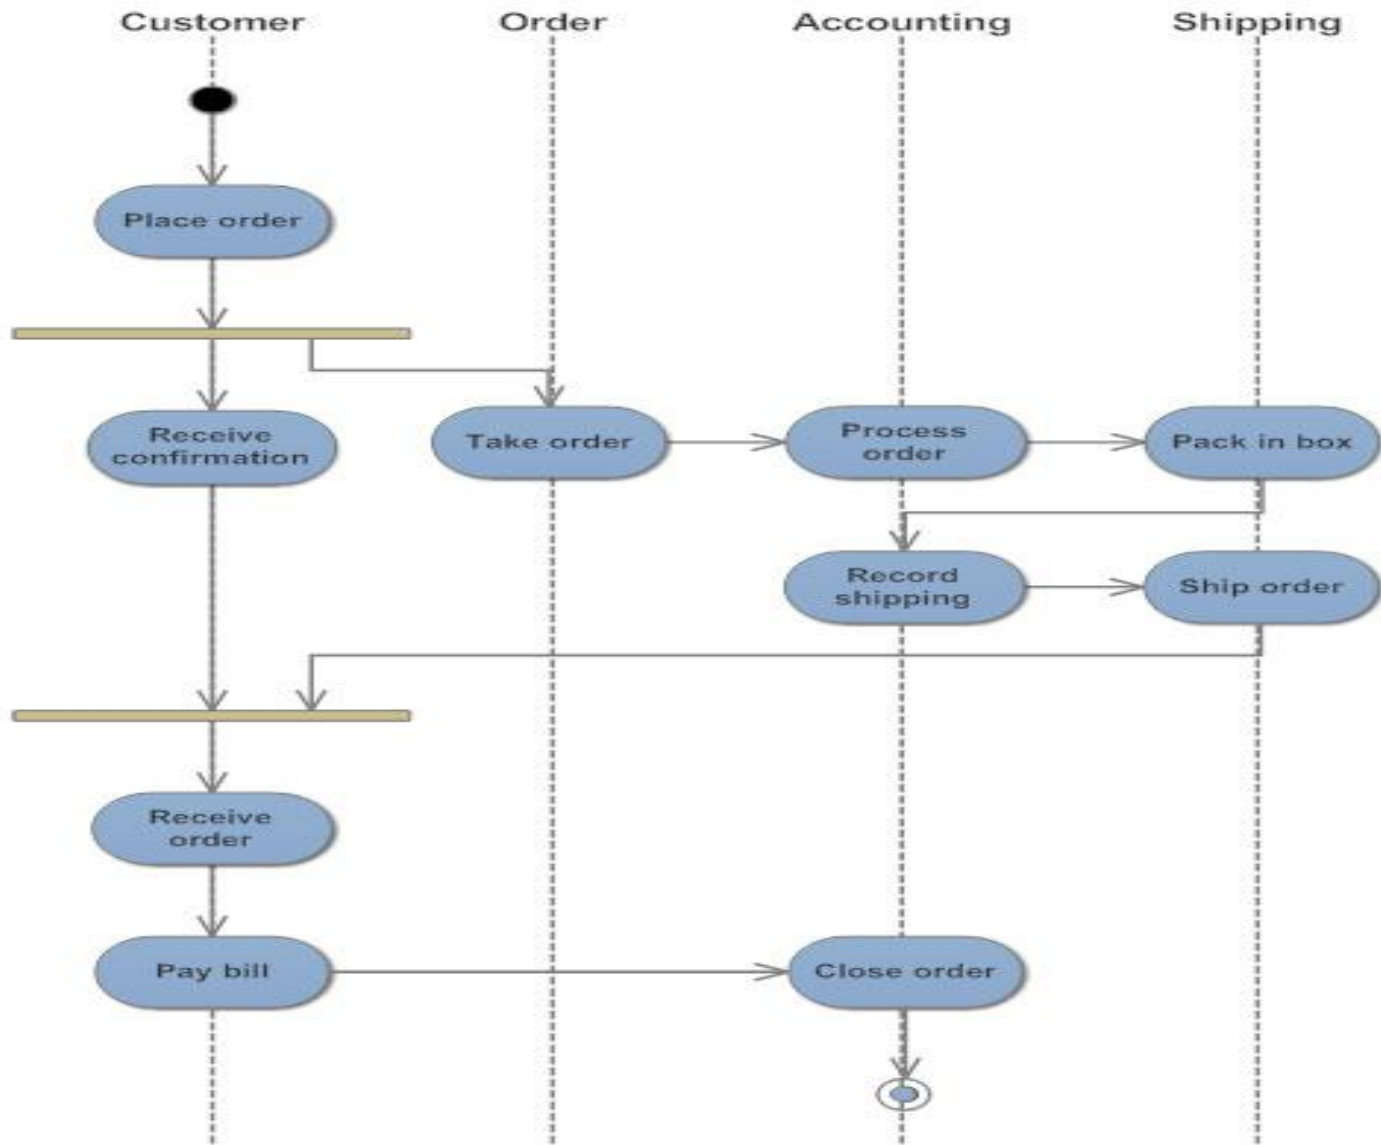 Customer
Order
Accounting
Shipping
Place order
Receive
confirmation
Take order
Process
order
Pack in box
Record
shipping
Ship order
Receive
order
Pay bill
Close order